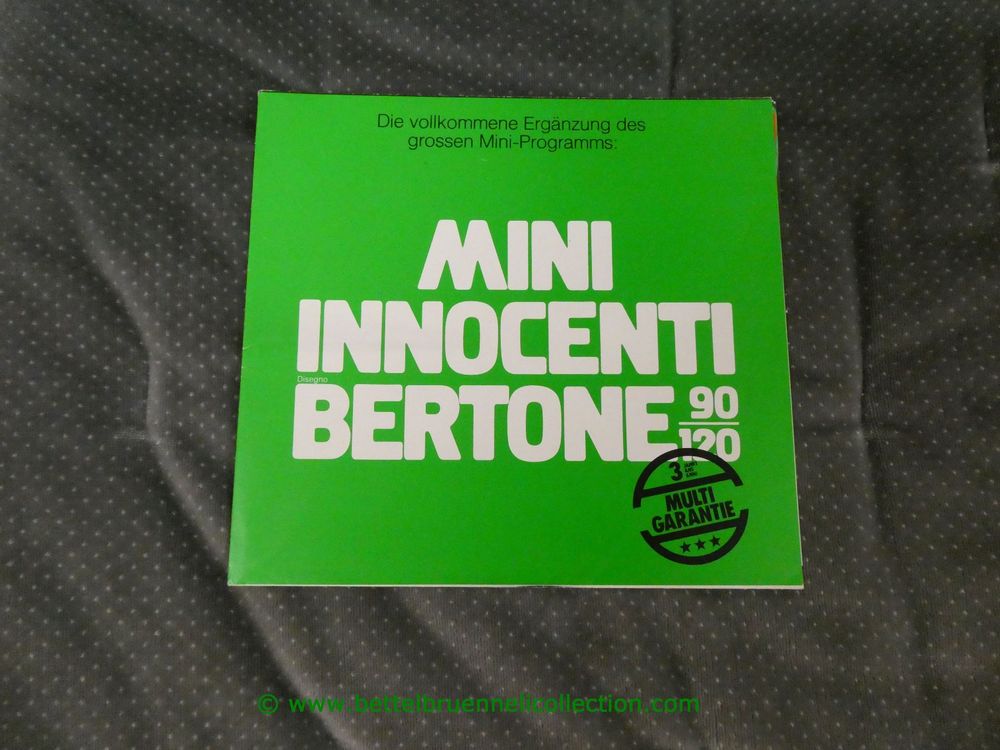 Die vollkommene Ergänzung des
grossen Mini-Programms:
MINI
INNOCENTI
Disegno
BERTONE 90
120
3
MULTI
GARANTIE
© www.bettelbruennelicollection.com